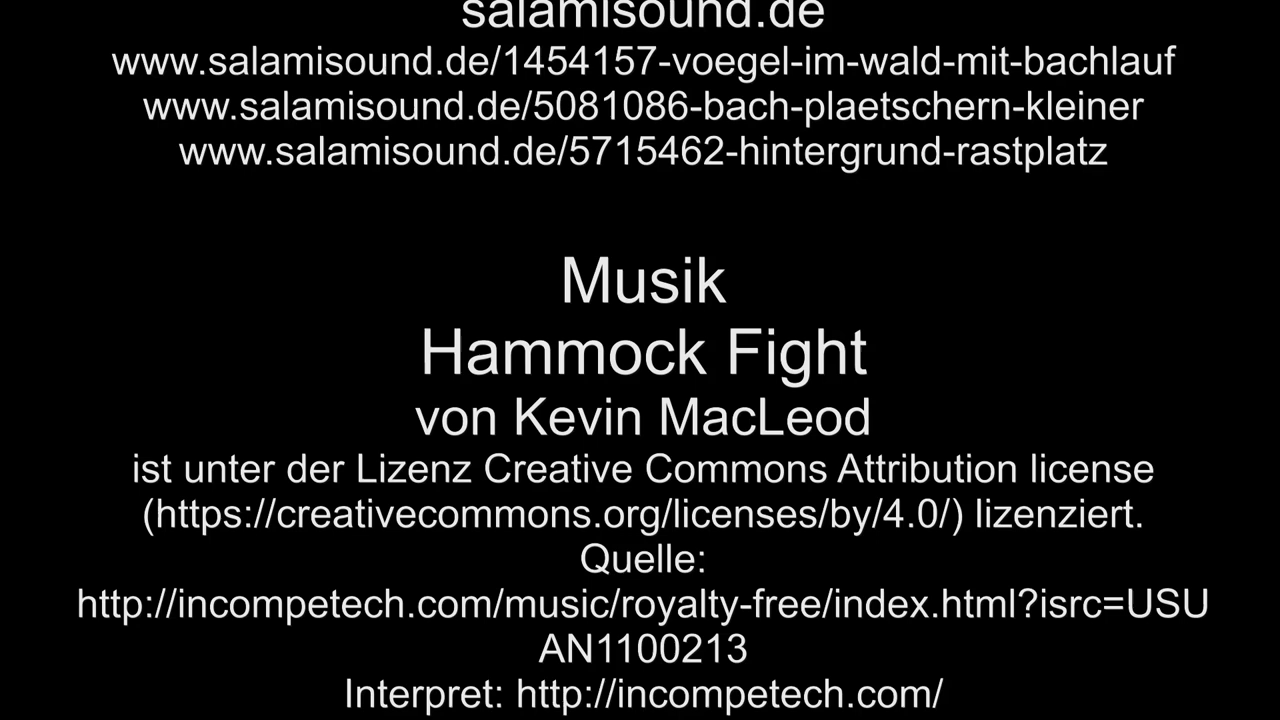 salamisound.de
www.salamisound.de/1454157-voegel-im-wald-mit-bachlauf
www.salamisound.de/5081086-bach-plaetschern-kleiner
www.salamisound.de/5715462-hintergrund-rastplatz
Musik
Hammock Fight
von Kevin MacLeod
ist unter der Lizenz Creative Commons Attribution license
(https://creativecommons.org/licenses/by/4.0/) lizenziert.
Quelle:
http://incompetech.com/music/royalty-free/index.html?isrc=USU
AN1100213
Interpret: http://incompetech.com/